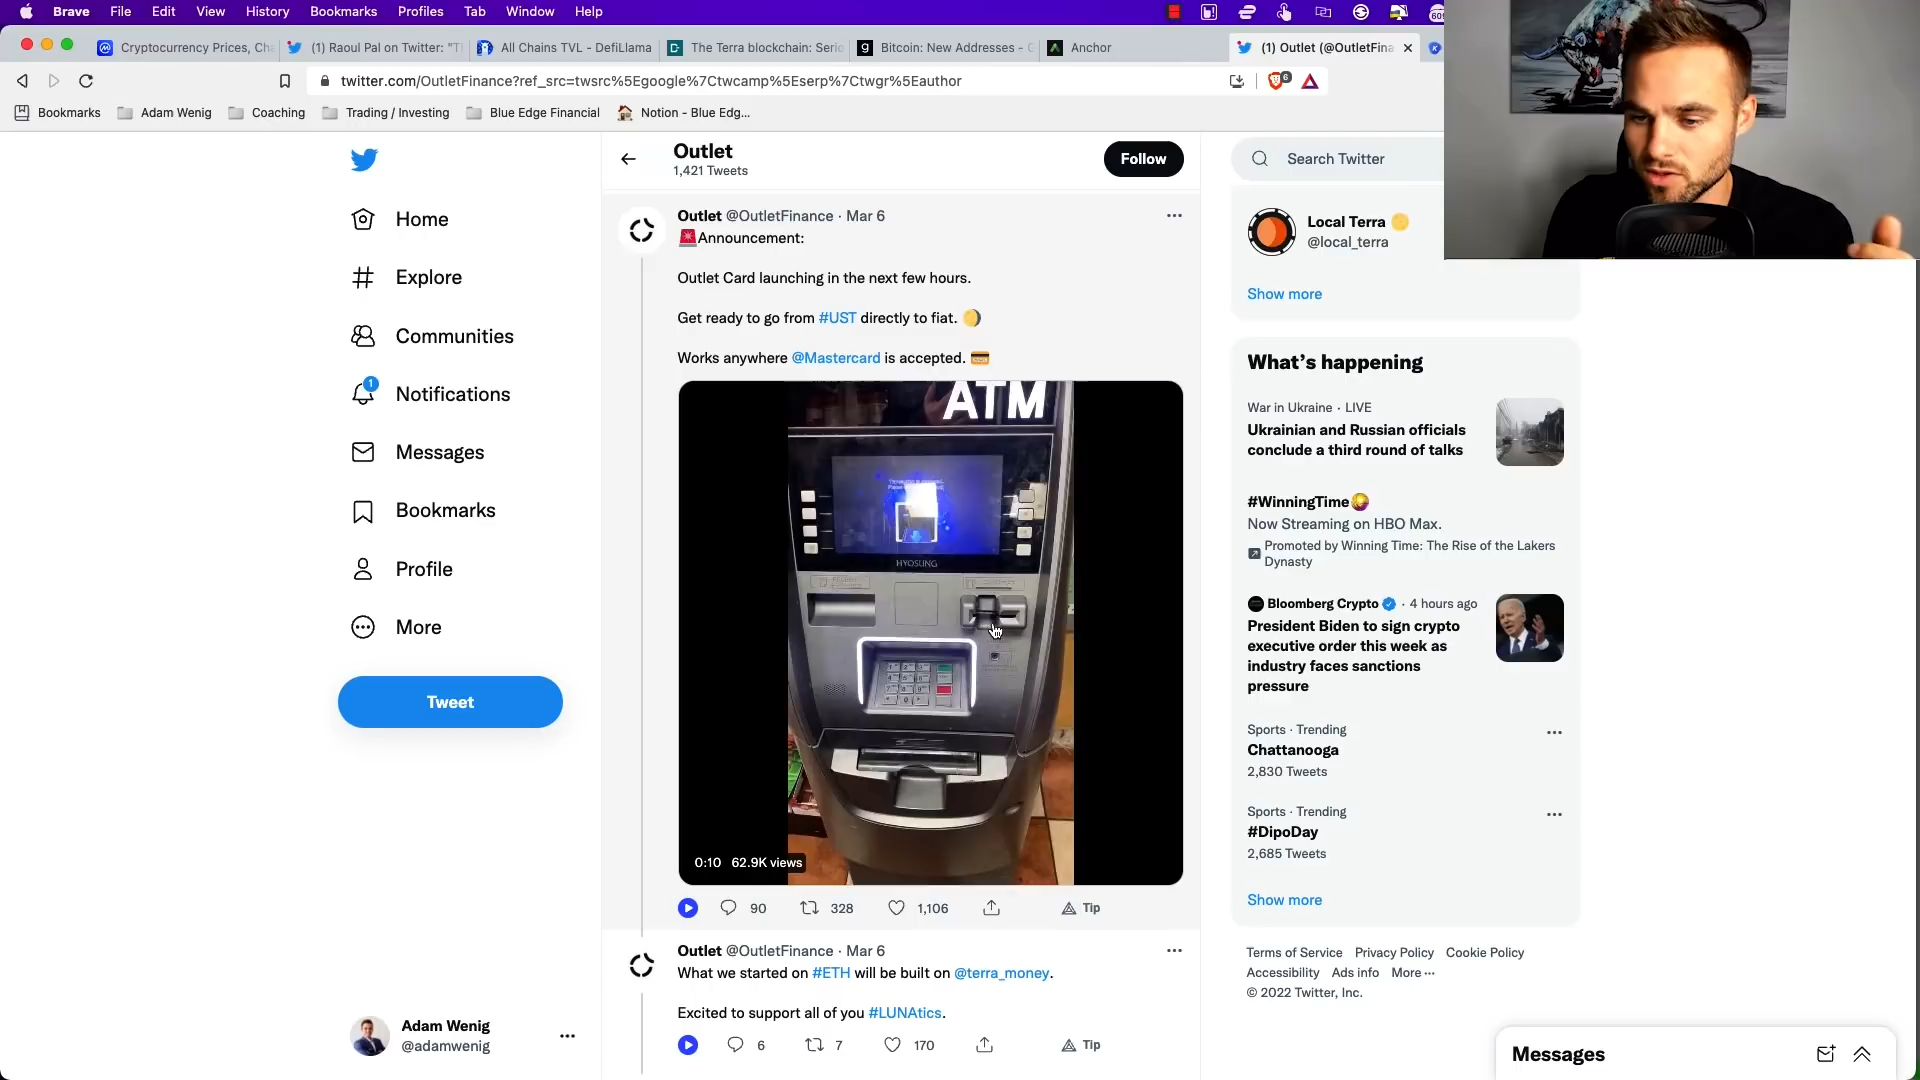 Brave File Edit View History Bookmarks Profiles Tab Window Help
Cryptocurrency Prices, Cha
(1) Raoul Pal on Twitter: "T
All Chains TVL - DefiLlama
The Terra blockchain: Serio
Bitcoin: New Addresses - G
Anchor
(1) Outlet (@OutletFina
twitter.com/OutletFinance?ref_src=twsrc%5Egoogle%7Ctwcamp%5Eserp%7Ctwgr%5Eauthor
6
Bookmarks Adam Wenig Coaching Trading / Investing Blue Edge Financial Notion - Blue Edg...
Home
Explore
Communities
1
Notifications
Messages
Bookmarks
Profile
More
Tweet
Adam Wenig
@adamwenig
Outlet
1,421 Tweets
Follow
Outlet @OutletFinance · Mar 6
🚨Announcement:
Outlet Card launching in the next few hours.
Get ready to go from #UST directly to fiat. 🌖
Works anywhere @Mastercard is accepted. 💳
ATM
HYOSUNG
0:10 62.9K views
90 328 1,106 Tip
Outlet @OutletFinance · Mar 6
What we started on #ETH will be built on @terra_money.
Excited to support all of you #LUNAtics.
6 7 170 Tip
Search Twitter
Local Terra 🌕
@local_terra
Show more
What's happening
War in Ukraine · LIVE
Ukrainian and Russian officials
conclude a third round of talks
#WinningTime
Now Streaming on HBO Max.
Promoted by Winning Time: The Rise of the Lakers
Dynasty
Bloomberg Crypto · 4 hours ago
President Biden to sign crypto
executive order this week as
industry faces sanctions
pressure
Sports · Trending
Chattanooga
2,830 Tweets
Sports · Trending
#DipoDay
2,685 Tweets
Show more
Terms of Service Privacy Policy Cookie Policy
Accessibility Ads info More ···
© 2022 Twitter, Inc.
Messages